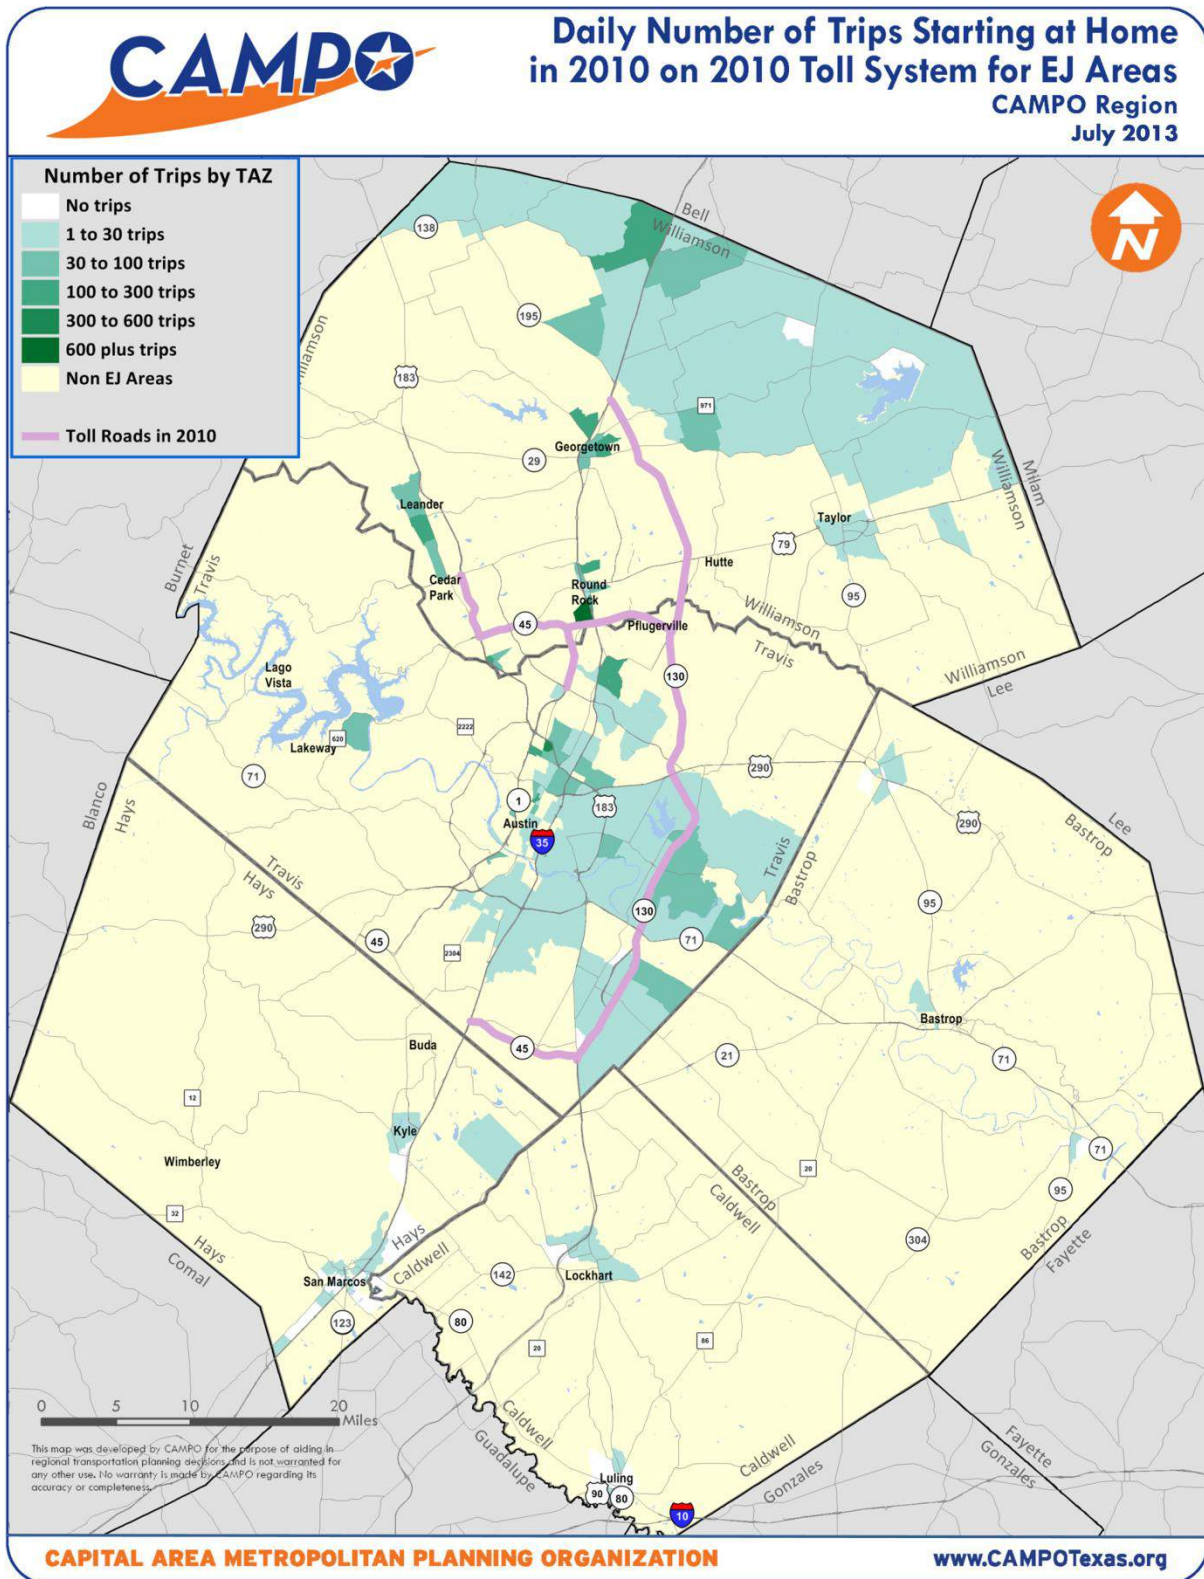 CAMPO
Daily Number of Trips Starting at Home
in 2010 on 2010 Toll System for EJ Areas
CAMPO Region
July 2013
Number of Trips by TAZ
No trips
1 to 30 trips
30 to 100 trips
100 to 300 trips
300 to 600 trips
600 plus trips
Non EJ Areas
Toll Roads in 2010
N
Bell
Williamson
138
195
183
illiamson
971
Georgetown
29
Leander
Williamson
Milam
Taylor
79
Hutte
Cedar
Park
Round
Rock
95
Burnet
Travis
45
Pflugerville
Williamson
Travis
Williamson
Lee
130
Lago
Vista
2222
620
Lakeway
71
290
1
183
Austin
35
Blanco
Hays
Travis
Hays
Travis
Bastrop
290
Lee
Bastrop
95
290
45
130
71
2304
Bastrop
Buda
45
21
71
12
Kyle
Wimberley
71
20
95
32
Bastrop
Caldwell
304
Bastrop
Fayette
Hays
Comal
Hays
Caldwell
San Marcos
142
Lockhart
123
80
20
86
0 5 10 20
Miles
This map was developed by CAMPO for the purpose of aiding in
regional transportation planning decisions and is not warranted for
any other use. No warranty is made by CAMPO regarding its
accuracy or completeness.
Caldwell
Guadalupe
Caldwell
Gonzales
Fayette
Gonzales
Luling
90
80
10
CAPITAL AREA METROPOLITAN PLANNING ORGANIZATION
www.CAMPOTexas.org